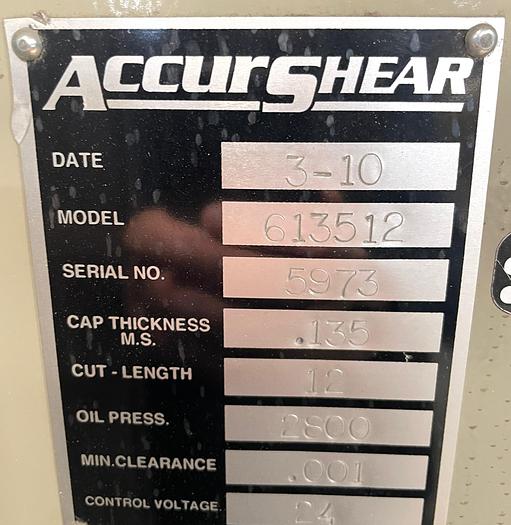 ACCURSHEAR
DATE 3-10
MODEL 613512
SERIAL NO. 5973
CAP THICKNESS M.S. .135
CUT - LENGTH 12
OIL PRESS. 2800
MIN.CLEARANCE .001
CONTROL VOLTAGE 24